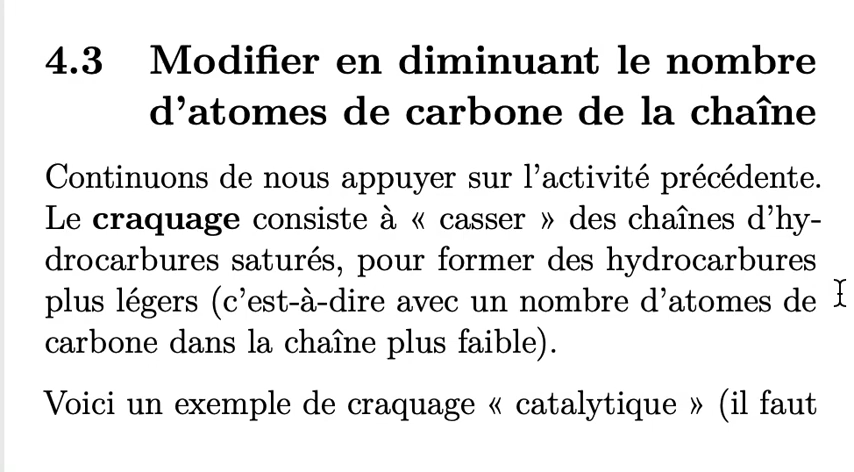 4.3 Modifier en diminuant le nombre
d'atomes de carbone de la chaîne
Continuons de nous appuyer sur l'activité précédente.
Le craquage consiste à « casser » des chaînes d'hy-
drocarbures saturés, pour former des hydrocarbures
plus légers (c'est-à-dire avec un nombre d'atomes de
carbone dans la chaîne plus faible).
Voici un exemple de craquage « catalytique » (il faut